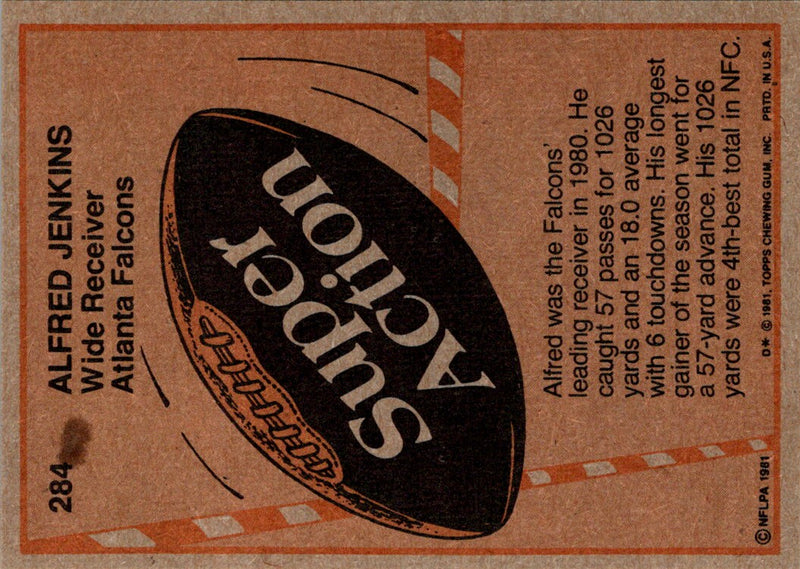 284
ALFRED JENKINS
Wide Receiver
Atlanta Falcons
Super
Action
Alfred was the Falcons'
leading receiver in 1980. He
caught 57 passes for 1026
yards and an 18.0 average
with 6 touchdowns. His longest
gainer of the season went for
a 57-yard advance. His 1026
yards were 4th-best total in NFC.
© NFLPA 1981
D* © 1981, TOPPS CHEWING GUM, INC. PRTD. IN U.S.A.